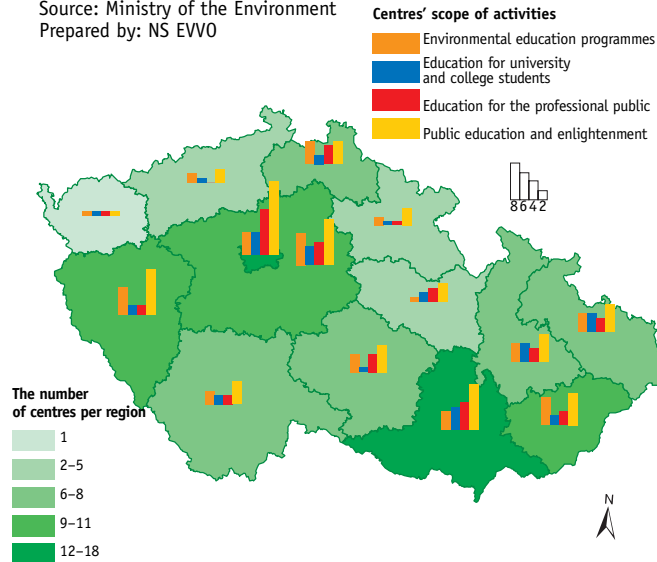 Source: Ministry of the Environment
Prepared by: NS EVVO
Centres’ scope of activities
Environmental education programmes
Education for university
and college students
Education for the professional public
Public education and enlightenment
8642
The number
of centres per region
1
2–5
6–8
9–11
12–18
N